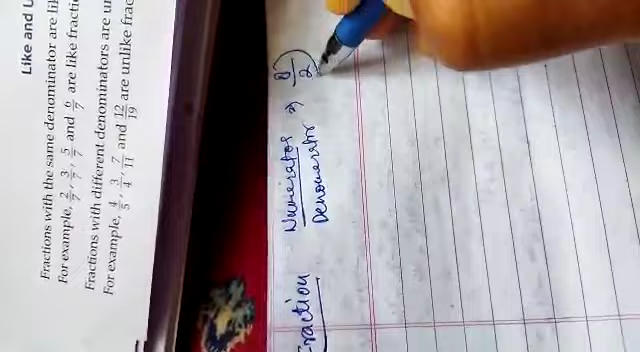 Like and U
Fractions with the same denominator are li
For example, 2/7, 3/7, 5/7 and 6/7 are like fracti
Fractions with different denominators are un
For example, 4/5, 3/4, 7/11 and 12/19 are unlike frac
Fraction Numerator ⇒ 8/2
Denomerator